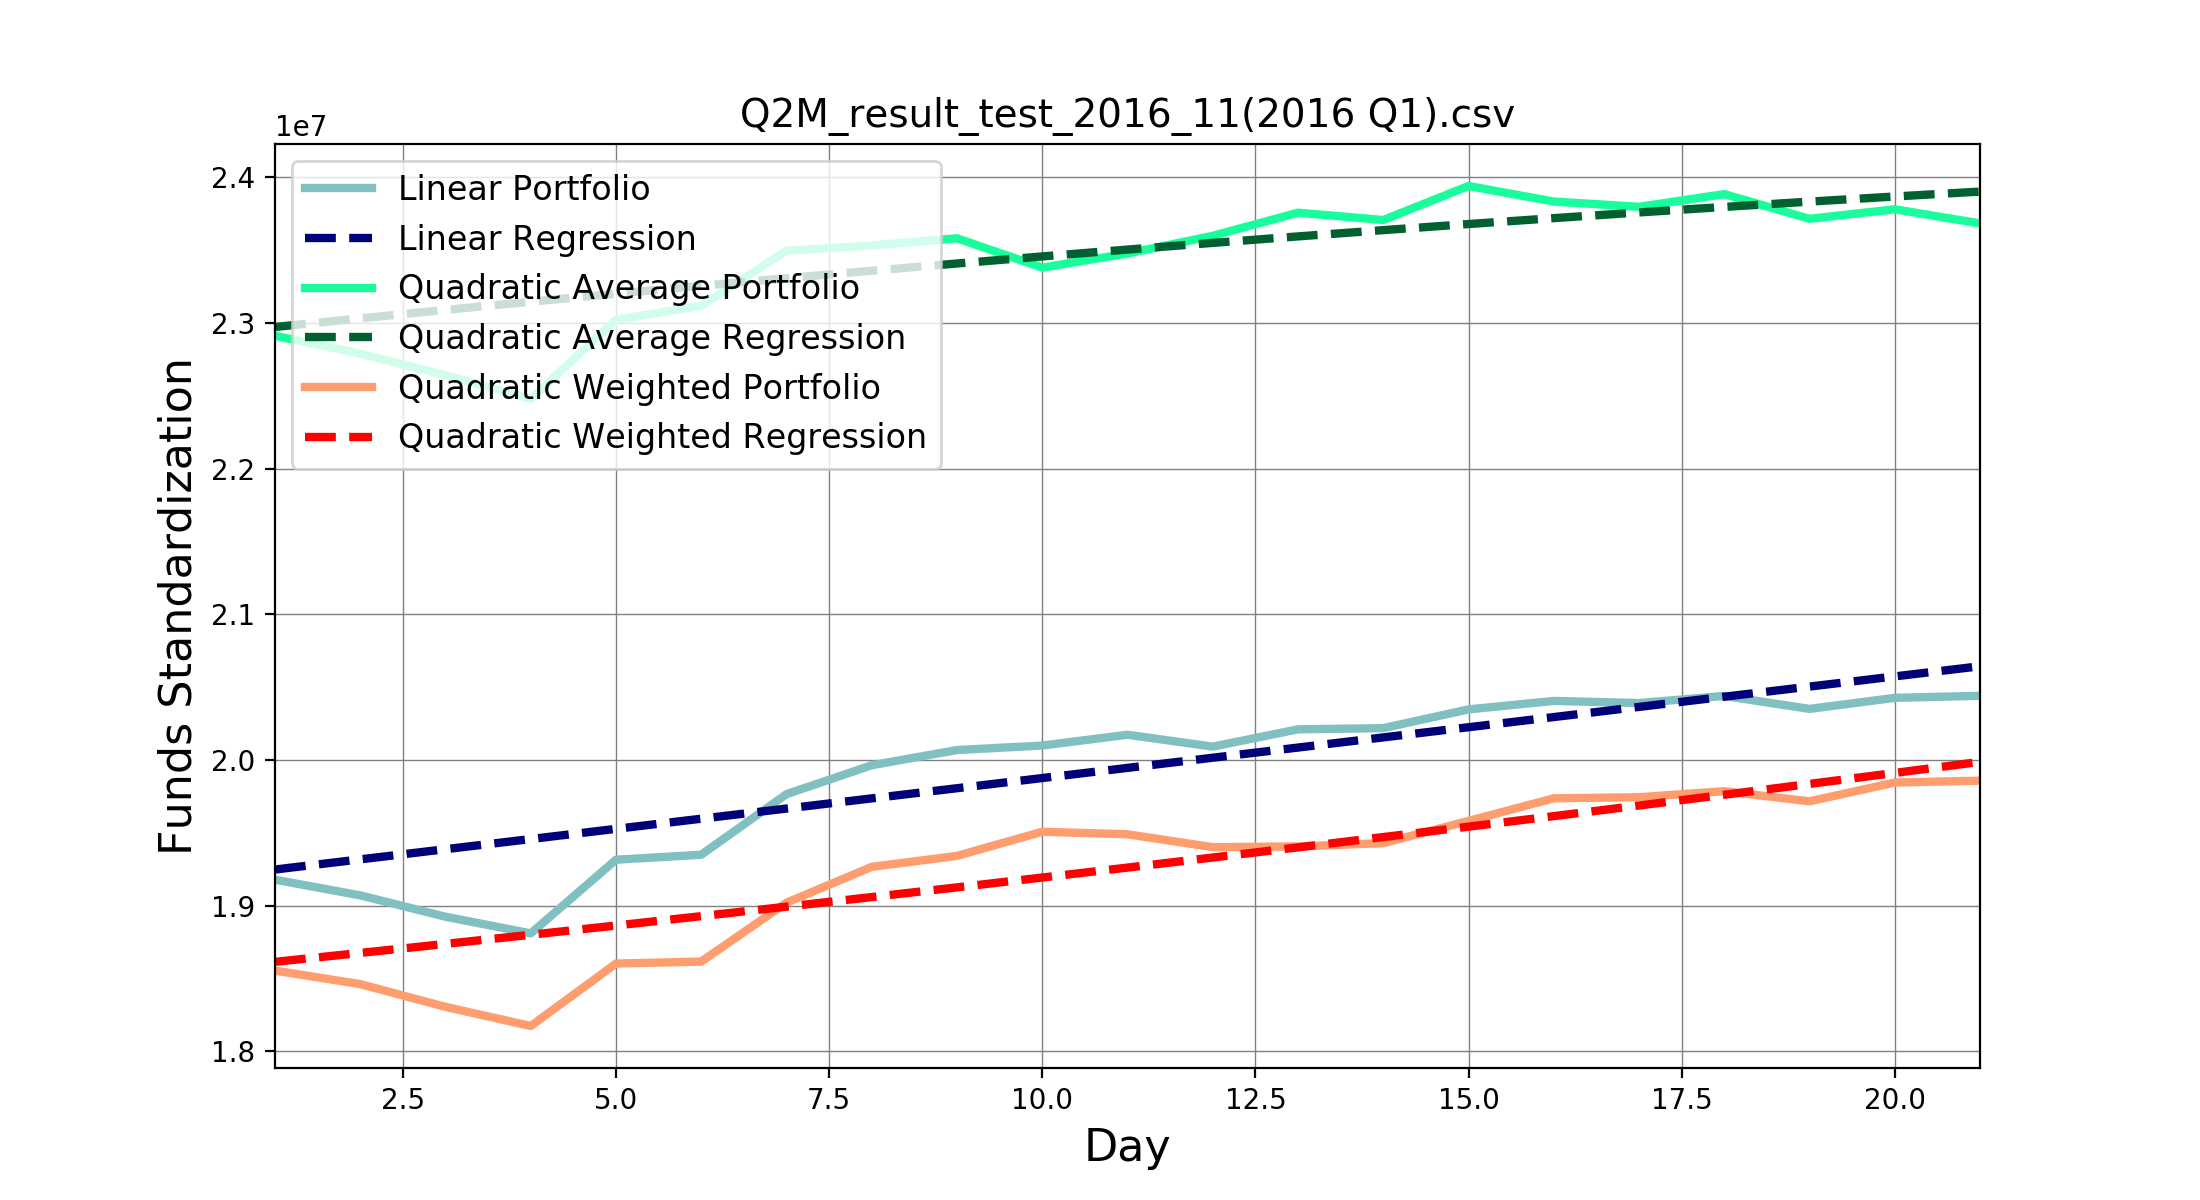 Q2M_result_test_2016_11(2016 Q1).csv
1e7
Linear Portfolio
Linear Regression
Quadratic Average Portfolio
Quadratic Average Regression
Quadratic Weighted Portfolio
Quadratic Weighted Regression
Funds Standardization
2.4
2.3
2.2
2.1
2.0
1.9
1.8
2.5 5.0 7.5 10.0 12.5 15.0 17.5 20.0
Day